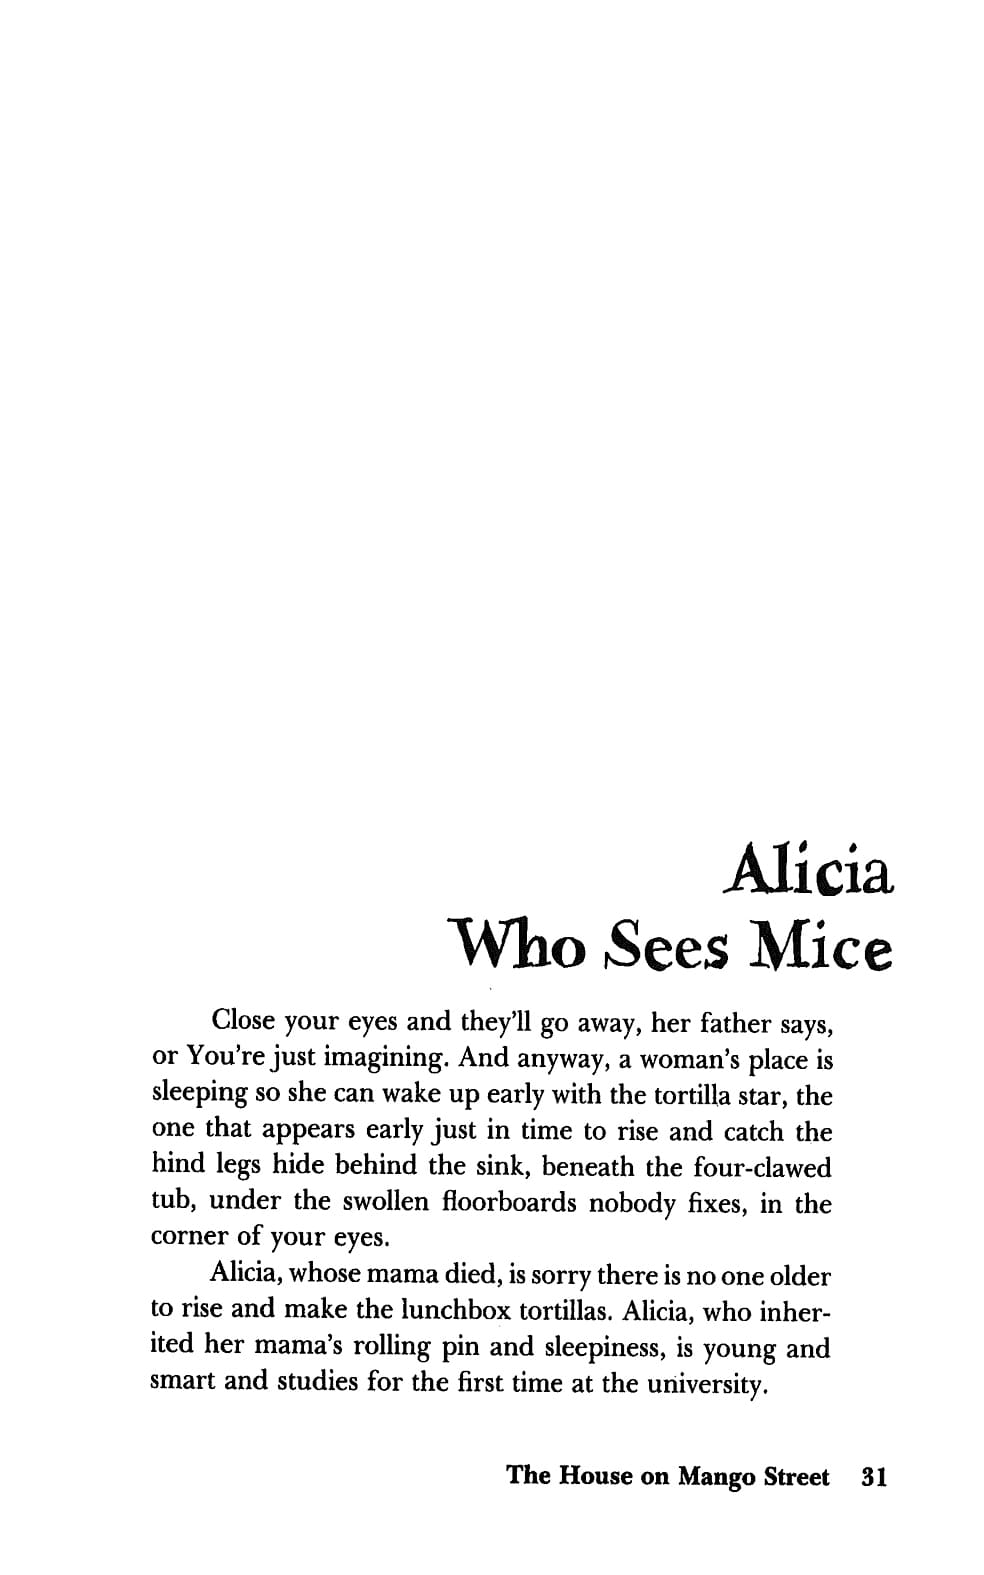 Alicia
Who Sees Mice
Close your eyes and they'll go away, her father says,
or You're just imagining. And anyway, a woman's place is
sleeping so she can wake up early with the tortilla star, the
one that appears early just in time to rise and catch the
hind legs hide behind the sink, beneath the four-clawed
tub, under the swollen floorboards nobody fixes, in the
corner of your eyes.
Alicia, whose mama died, is sorry there is no one older
to rise and make the lunchbox tortillas. Alicia, who inher-
ited her mama's rolling pin and sleepiness, is young and
smart and studies for the first time at the university.
The House on Mango Street 31